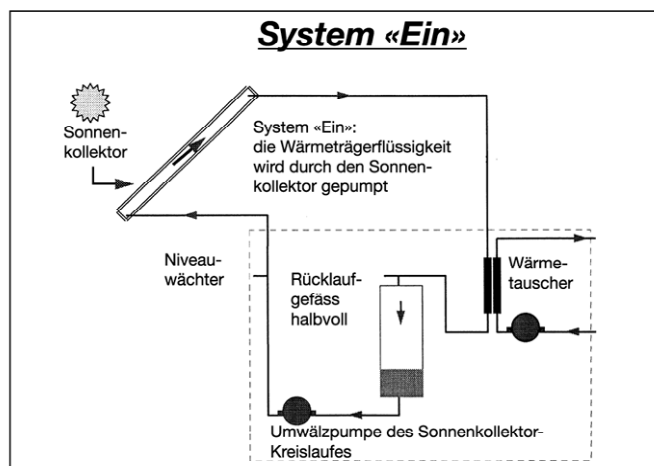 System «Ein»
Sonnen-
kollektor
System «Ein»:
die Wärmeträgerflüssigkeit
wird durch den Sonnen-
kollektor gepumpt
Niveau-
wächter
Rücklauf-
gefäss
halbvoll
Wärme-
tauscher
Umwälzpumpe des Sonnenkollektor-
Kreislaufes